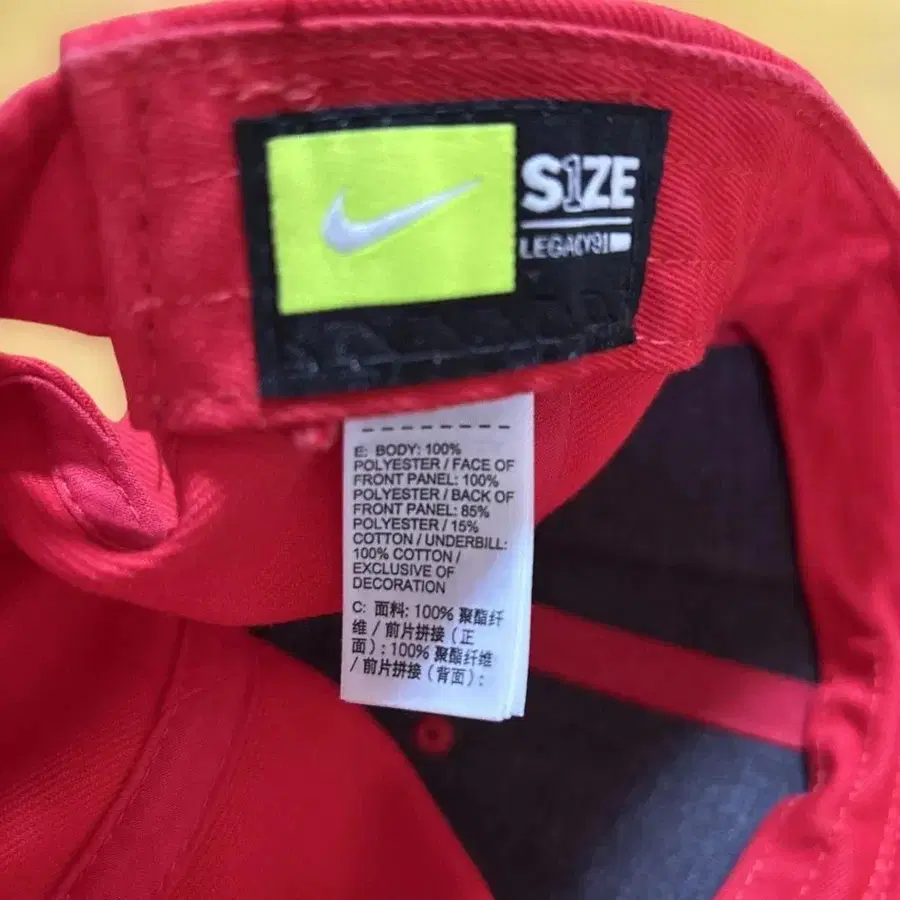 S1ZE
LEGACY91
E: BODY: 100%
POLYESTER / FACE OF
FRONT PANEL: 100%
POLYESTER / BACK OF
FRONT PANEL: 85%
POLYESTER / 15%
COTTON / UNDERBILL:
100% COTTON /
EXCLUSIVE OF
DECORATION
C: 面料: 100% 聚酯纤
维 / 前片拼接（正
面）: 100% 聚酯纤维
/ 前片拼接（背面）: